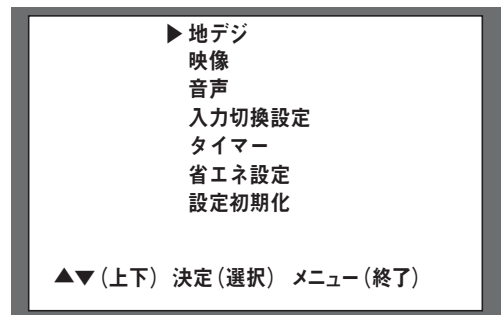 ▶ 地デジ
映像
音声
入力切換設定
タイマー
省エネ設定
設定初期化
▲▼(上下) 決定(選択) メニュー(終了)